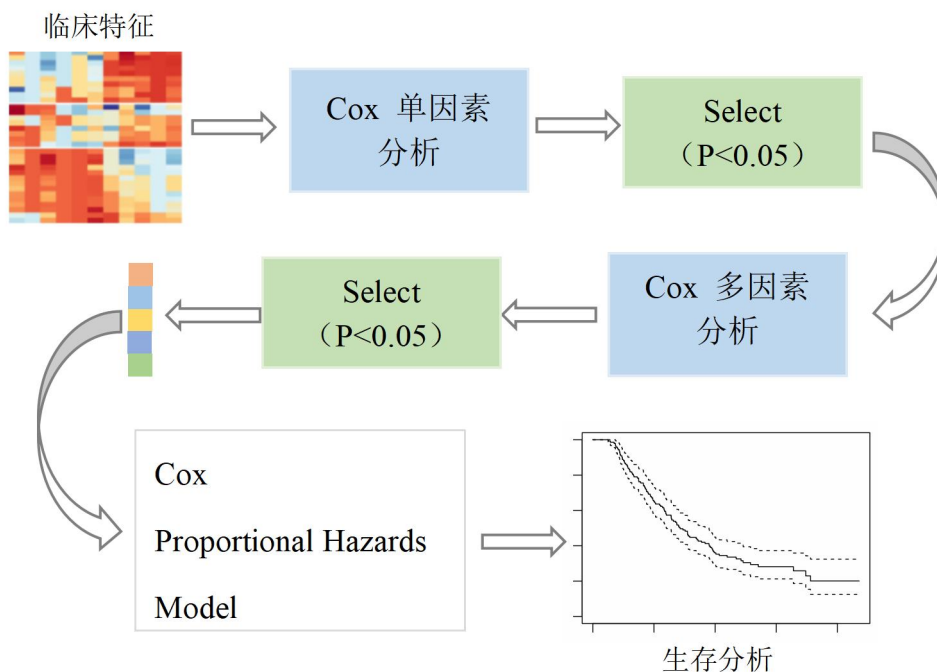 临床特征
Cox 单因素
分析
Select
（P<0.05）
Cox 多因素
分析
Select
（P<0.05）
Cox
Proportional Hazards
Model
生存分析